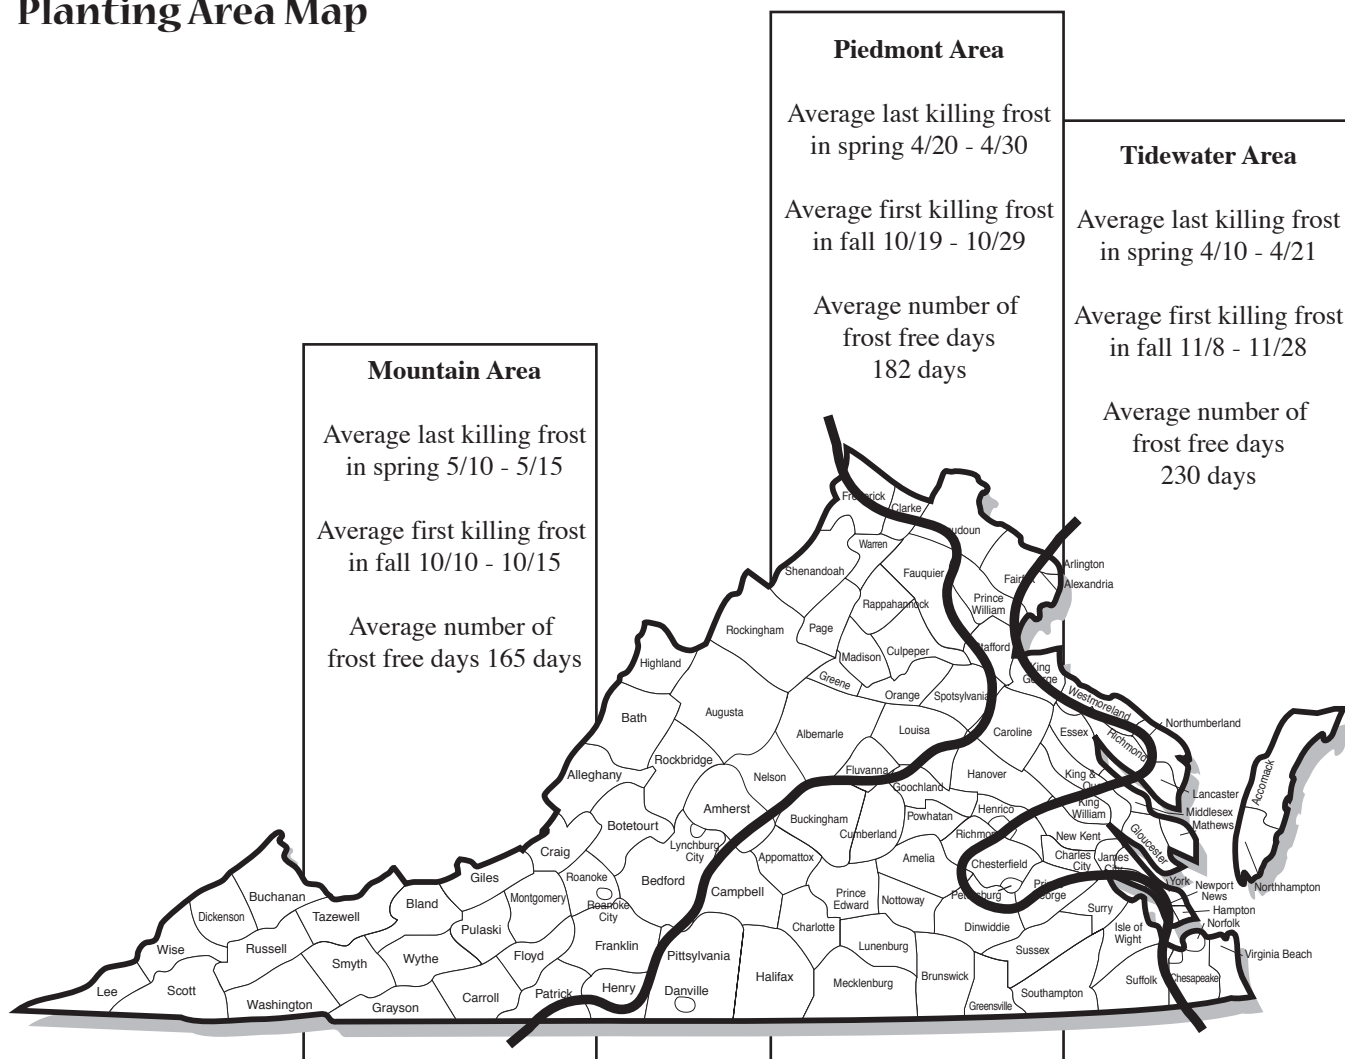 Planting Area Map
Piedmont Area
Average last killing frost
in spring 4/20 - 4/30
Average first killing frost
in fall 10/19 - 10/29
Average number of
frost free days
182 days
Tidewater Area
Average last killing frost
in spring 4/10 - 4/21
Average first killing frost
in fall 11/8 - 11/28
Average number of
frost free days
230 days
Mountain Area
Average last killing frost
in spring 5/10 - 5/15
Average first killing frost
in fall 10/10 - 10/15
Average number of
frost free days 165 days
Frederick
Clarke
Loudoun
Warren
Shenandoah
Fauquier
Fairfax
Arlington
Alexandria
Rappahannock
Prince
William
Rockingham
Page
Madison
Culpeper
Stafford
Highland
Greene
King
George
Orange
Spotsylvania
Westmoreland
Bath
Augusta
Albemarle
Louisa
Caroline
Essex
Richmond
Northumberland
Alleghany
Rockbridge
Nelson
Fluvanna
Goochland
Hanover
King &
Accomack
Lancaster
Middlesex
Mathews
Amherst
Buckingham
Cumberland
Powhatan
Henrico
King
William
Botetourt
Lynchburg
City
Richmond
New Kent
Gloucester
Craig
Appomattox
Amelia
Chesterfield
Charles
City
James
City
Giles
Roanoke
Bedford
Campbell
Prince
Edward
Nottoway
Petersburg
Prince
George
York
Newport
News
Northhampton
Buchanan
Bland
Montgomery
Roanoke
City
Surry
Hampton
Dickenson
Tazewell
Pulaski
Charlotte
Dinwiddie
Isle of
Wight
Norfolk
Wise
Russell
Smyth
Wythe
Floyd
Franklin
Pittsylvania
Lunenburg
Sussex
Virginia Beach
Lee
Scott
Washington
Grayson
Carroll
Patrick
Henry
Danville
Halifax
Mecklenburg
Brunswick
Greensville
Southampton
Suffolk
Chesapeake